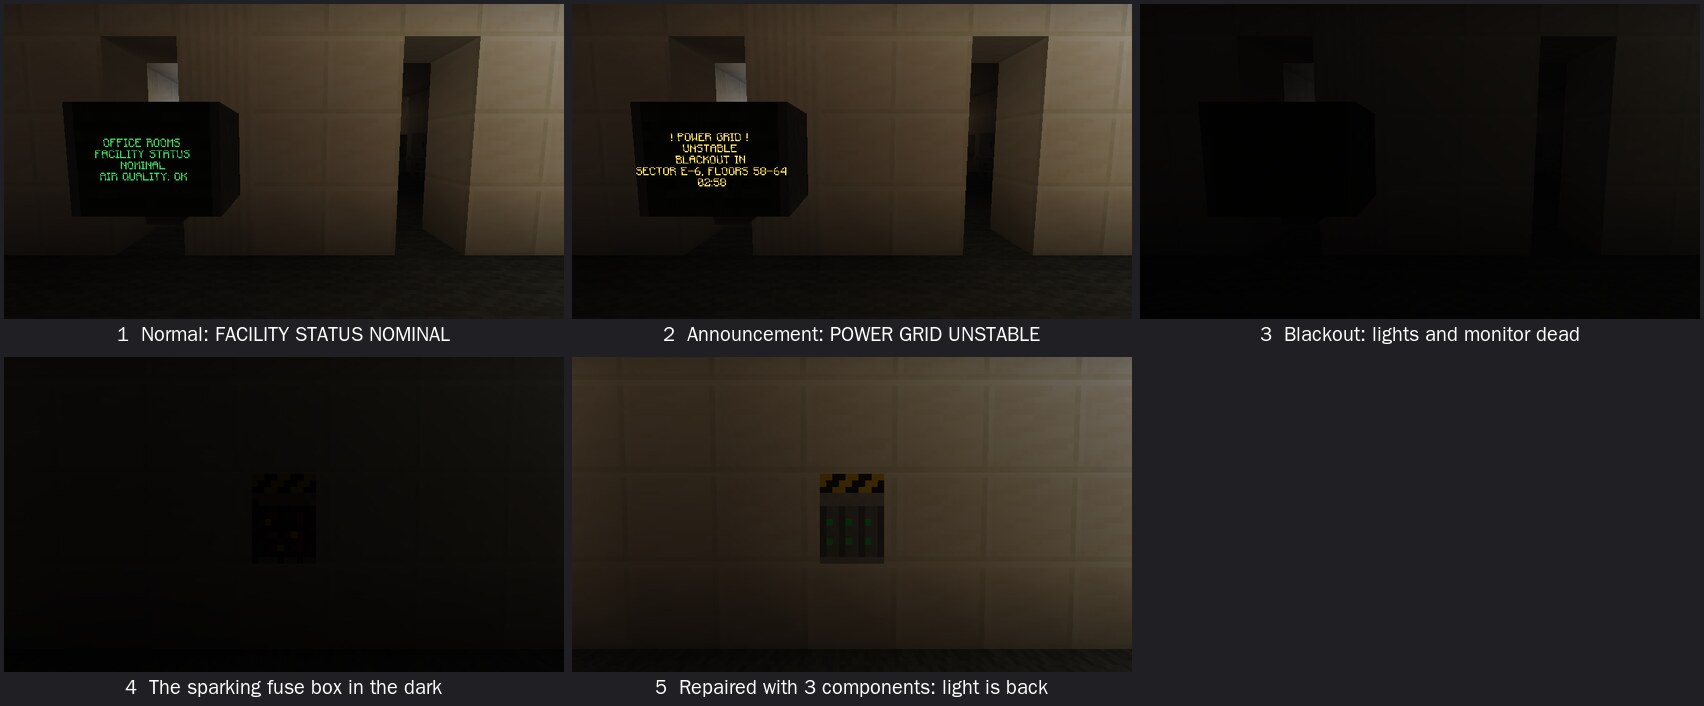 OFFICE ROOMS
FACILITY STATUS
NOMINAL
AIR QUALITY: OK
1 Normal: FACILITY STATUS NOMINAL
! POWER GRID !
UNSTABLE
BLACKOUT IN
SECTOR E-6, FLOORS 58-64
02:58
2 Announcement: POWER GRID UNSTABLE
3 Blackout: lights and monitor dead
4 The sparking fuse box in the dark
5 Repaired with 3 components: light is back